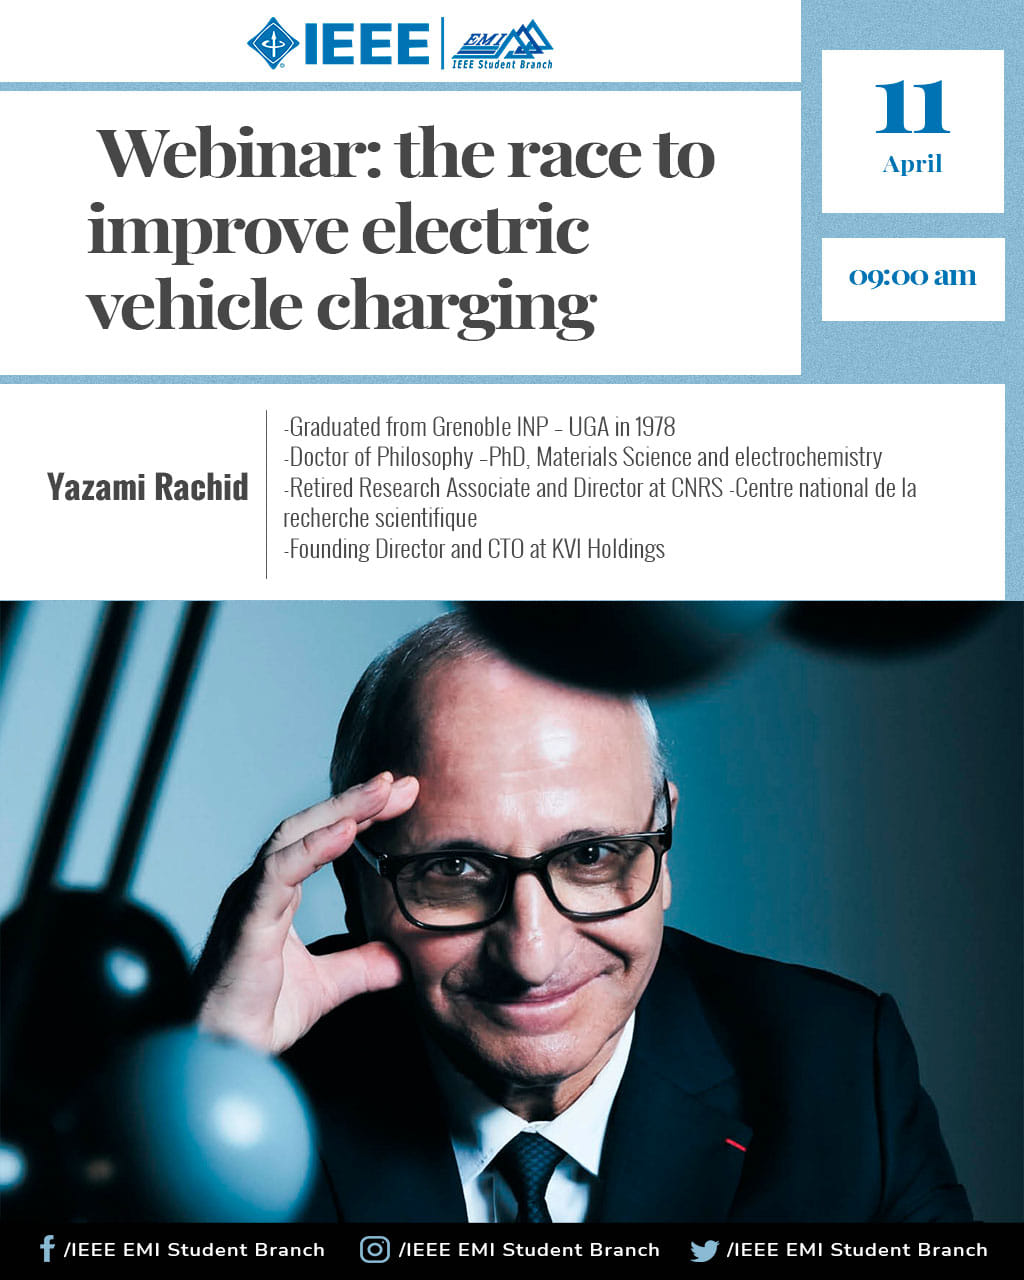 IEEE
EMI
IEEE Student Branch
Webinar: the race to
improve electric
vehicle charging
11
April
09:00 am
Yazami Rachid
-Graduated from Grenoble INP – UGA in 1978
-Doctor of Philosophy –PhD, Materials Science and electrochemistry
-Retired Research Associate and Director at CNRS -Centre national de la
recherche scientifique
-Founding Director and CTO at KVI Holdings
/IEEE EMI Student Branch
/IEEE EMI Student Branch
/IEEE EMI Student Branch